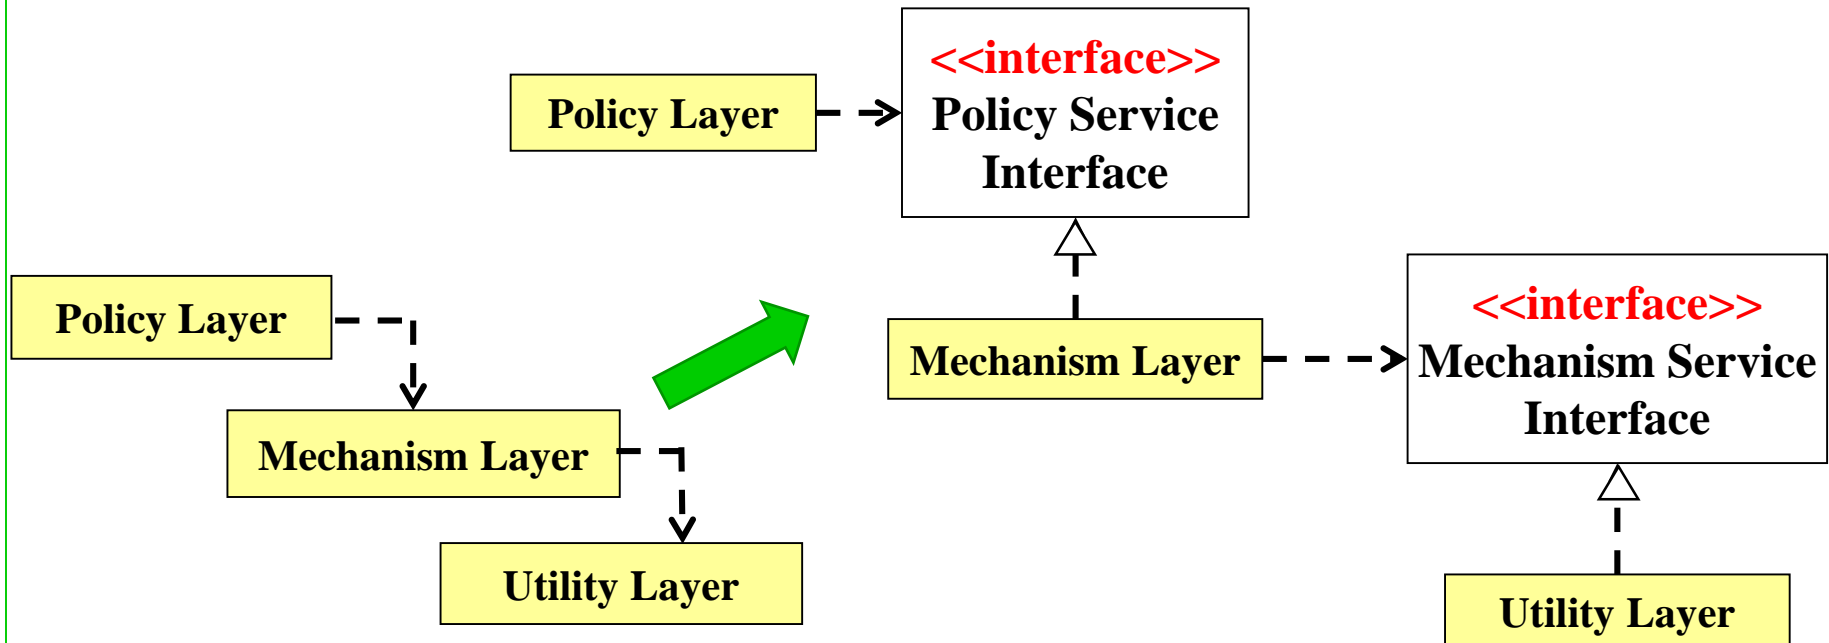 Policy Layer
Mechanism Layer
Utility Layer
Policy Layer
<<interface>>
Policy Service
Interface
Mechanism Layer
<<interface>>
Mechanism Service
Interface
Utility Layer